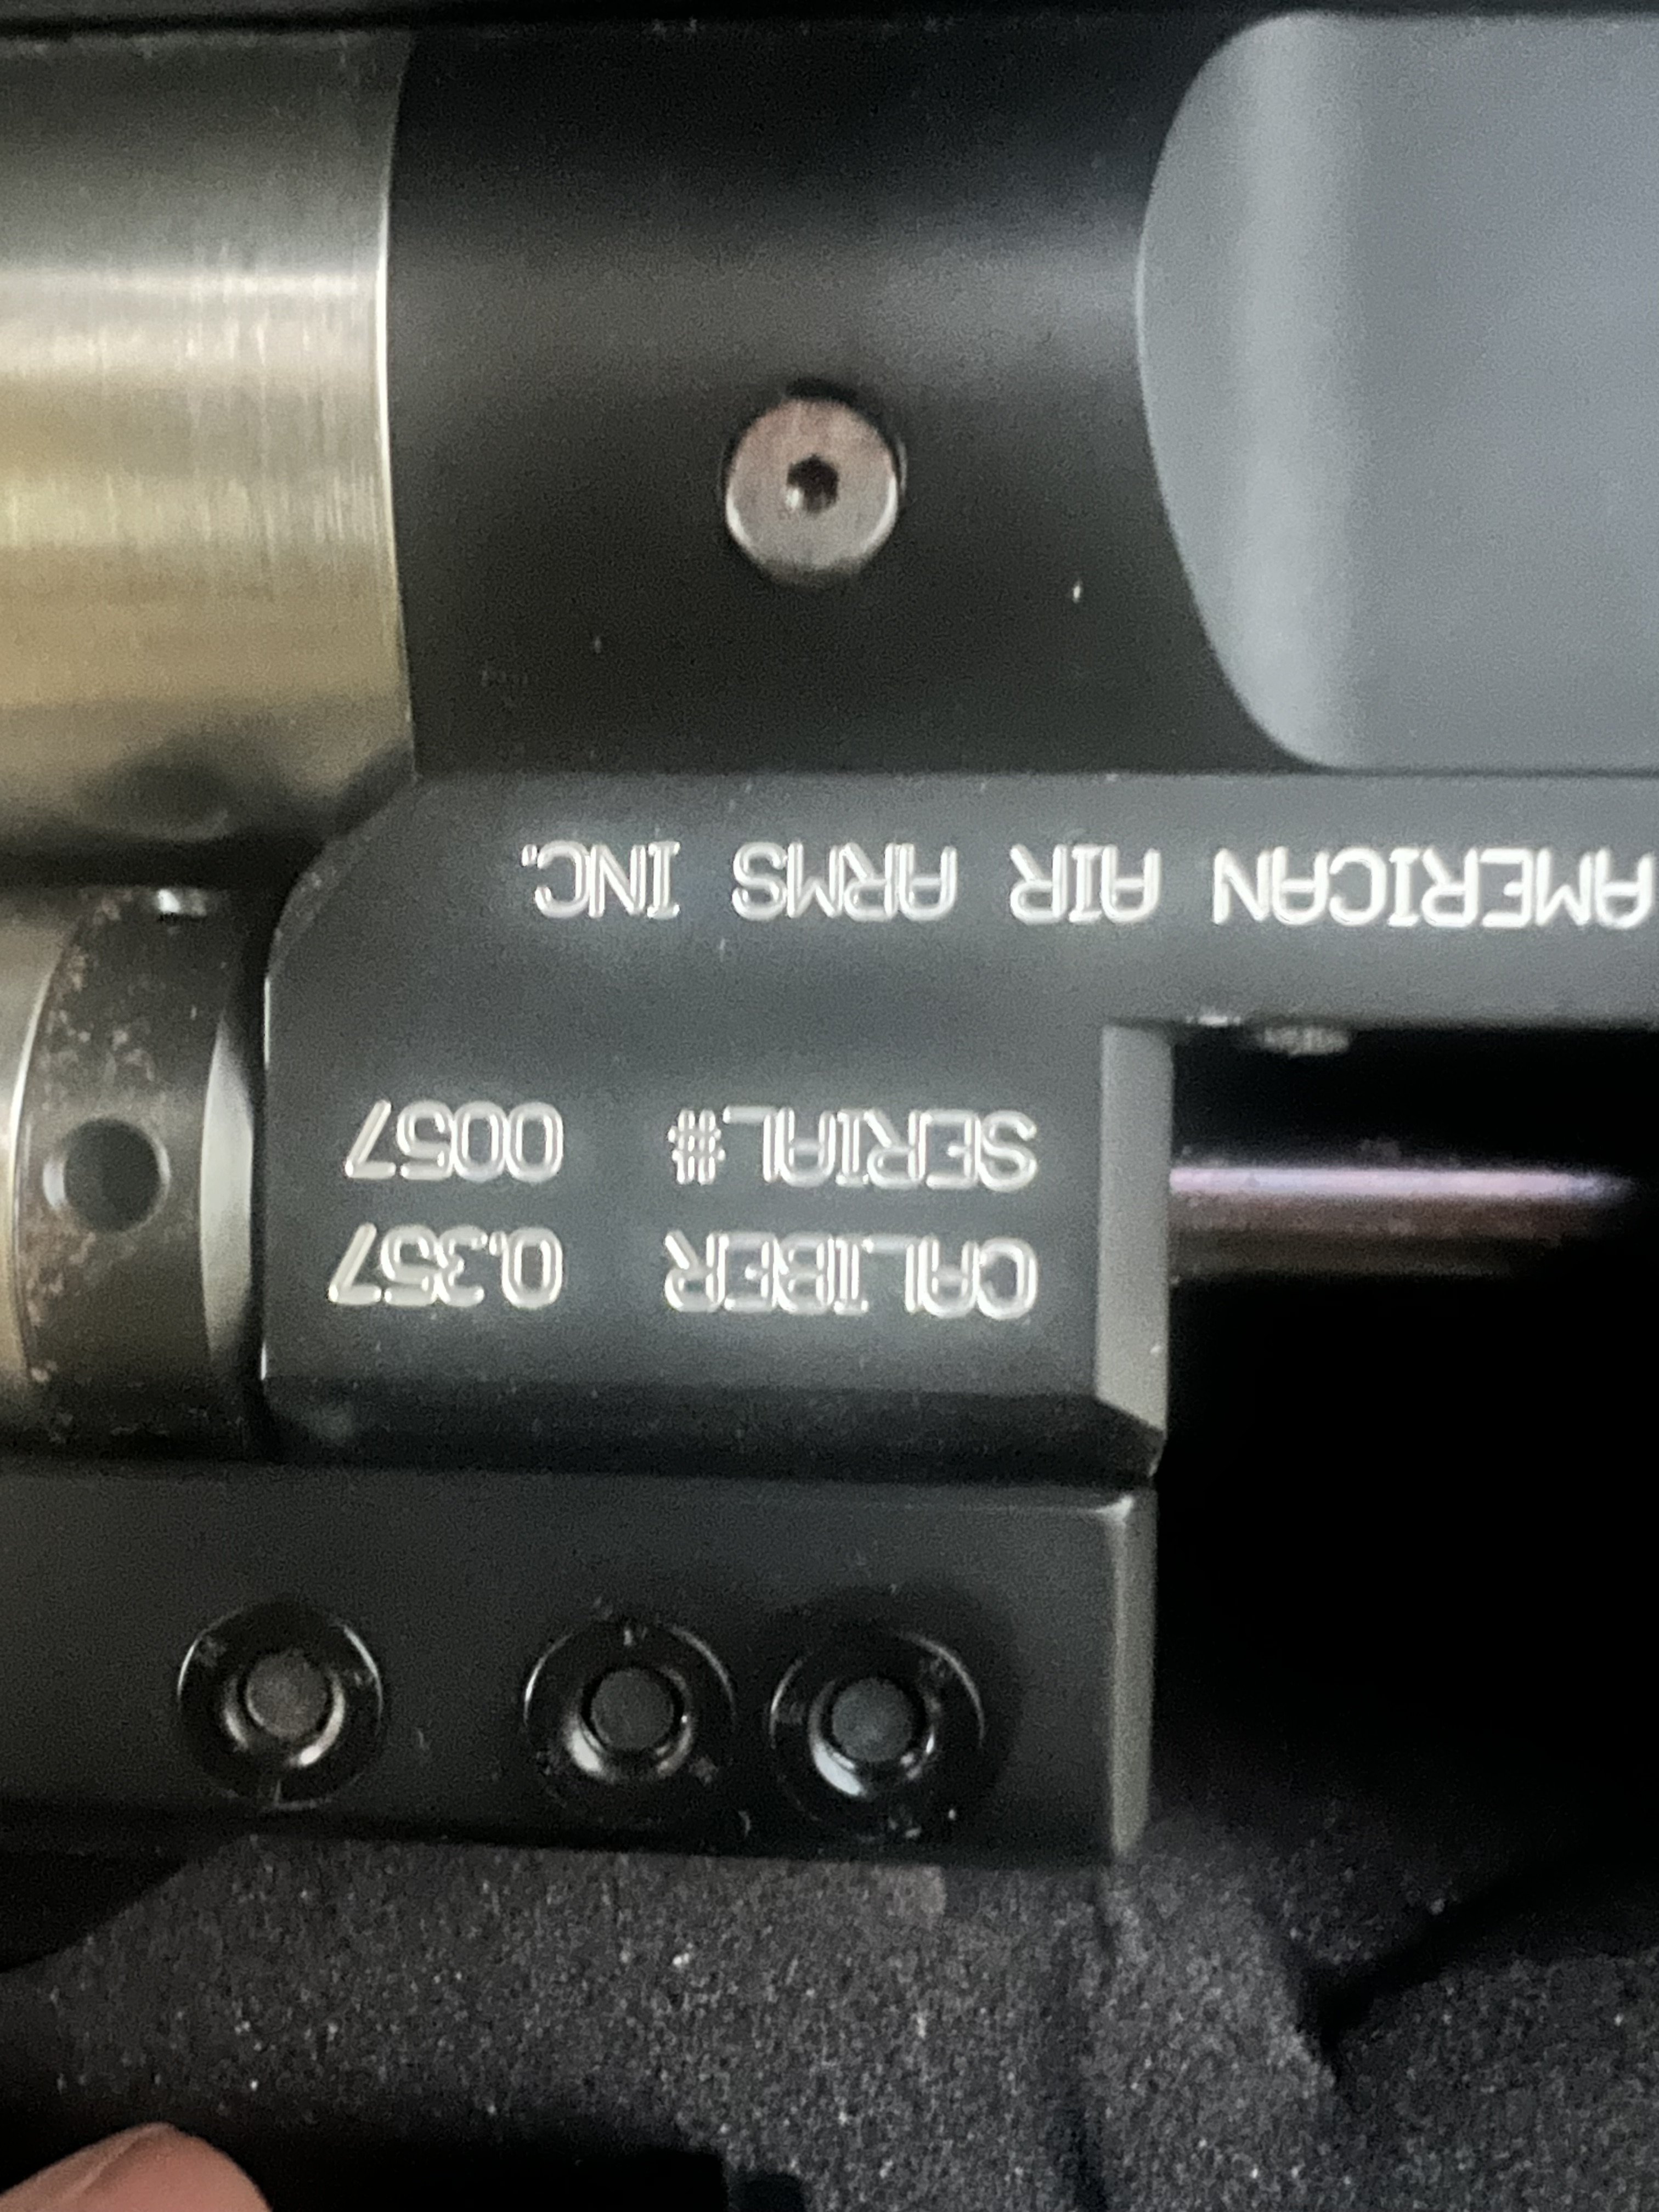 CALIBER 0.357
SERIAL# 0057
AMERICAN AIR ARMS INC.